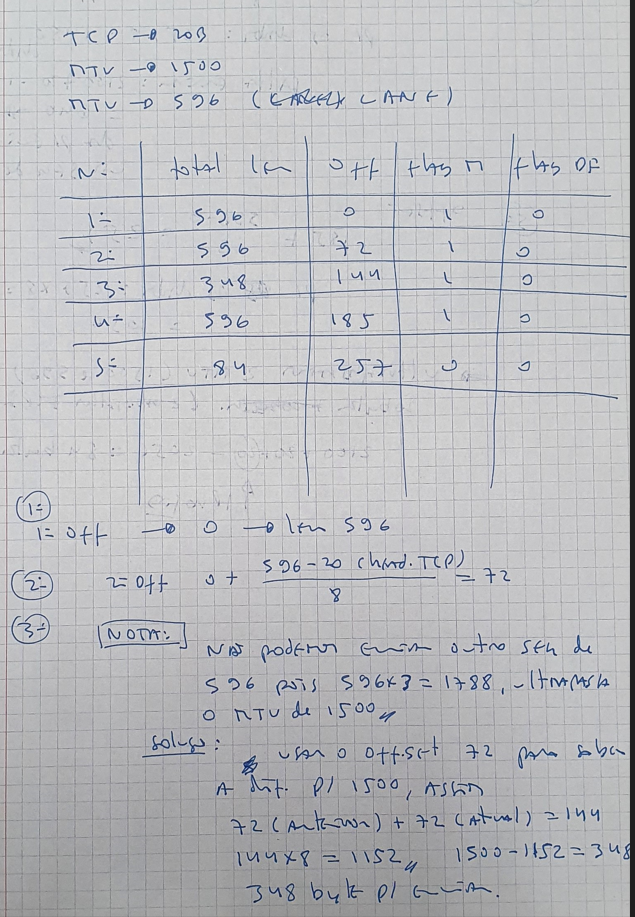 TCP → 20B
MTU → 1500
MTU → 596 (LAN F)
N: total len Off flag M flag DF
1= 596 0 1 0
2= 596 72 1 0
3= 348 144 1 0
4= 596 185 1 0
5= 84 257 0 0
1=
1= Off → 0 → len 596
2= 2= Off 0 + 596-20 (head. TCP) / 8 = 72
3= NOTA:
Não podemos enviar outro seg de
596 pois 596x3 = 1788, ultrapassa
o MTU de 1500
Soluso:
usar o offset 72 para saber
A dif. p/ 1500, Assim
72 (Anterior) + 72 (Atual) = 144
144x8 = 1152, 1500-1152 = 348
348 byte p/ enviar.